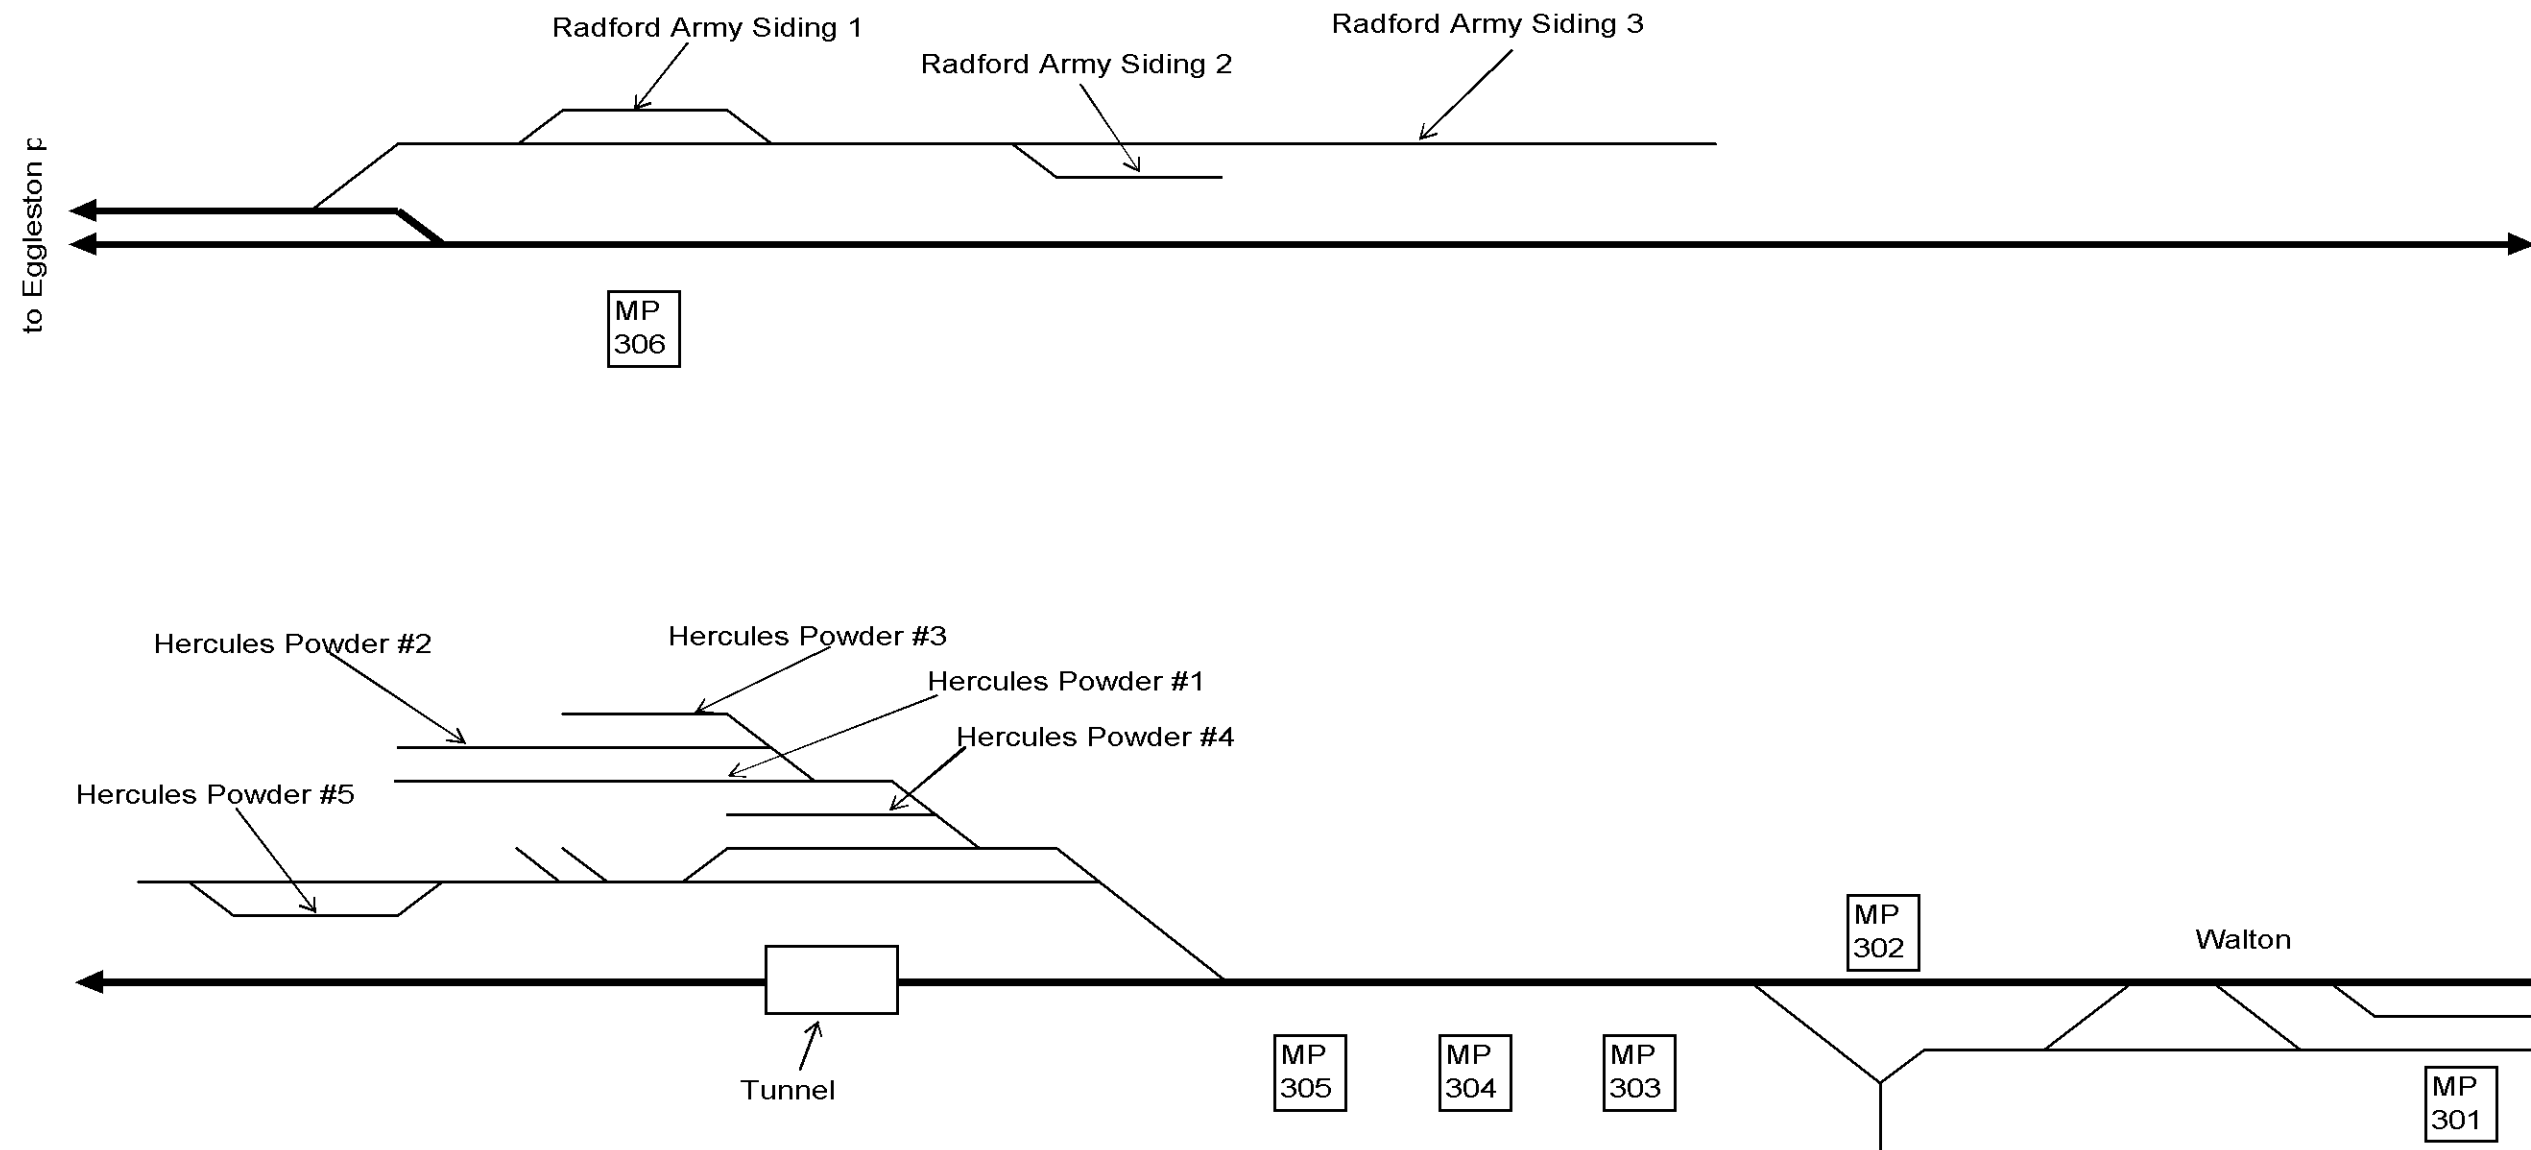 Radford Army Siding 1
Radford Army Siding 2
Radford Army Siding 3
to Eggleston p
MP
306
Hercules Powder #2
Hercules Powder #3
Hercules Powder #1
Hercules Powder #4
Hercules Powder #5
MP
302
Walton
Tunnel
MP
305
MP
304
MP
303
MP
301